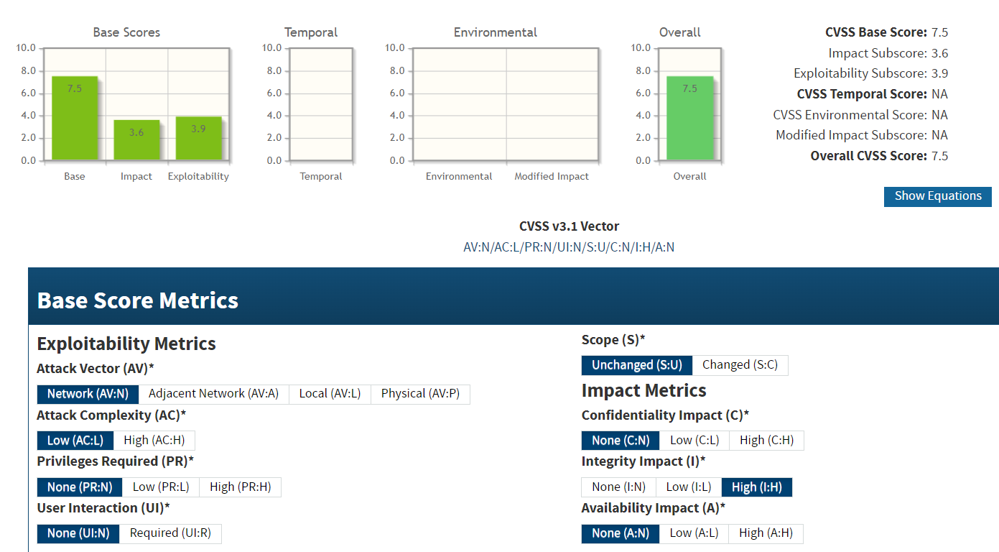 Base Scores
10.0
8.0
6.0
4.0
2.0
0.0
7.5
3.6
3.9
Base Impact Exploitability
Temporal
10.0
8.0
6.0
4.0
2.0
0.0
Temporal
Environmental
10.0
8.0
6.0
4.0
2.0
0.0
Environmental Modified Impact
Overall
10.0
8.0
6.0
4.0
2.0
0.0
7.5
Overall
CVSS Base Score: 7.5
Impact Subscore: 3.6
Exploitability Subscore: 3.9
CVSS Temporal Score: NA
CVSS Environmental Score: NA
Modified Impact Subscore: NA
Overall CVSS Score: 7.5
Show Equations
CVSS v3.1 Vector
AV:N/AC:L/PR:N/UI:N/S:U/C:N/I:H/A:N
Base Score Metrics
Exploitability Metrics
Attack Vector (AV)*
Network (AV:N) Adjacent Network (AV:A) Local (AV:L) Physical (AV:P)
Attack Complexity (AC)*
Low (AC:L) High (AC:H)
Privileges Required (PR)*
None (PR:N) Low (PR:L) High (PR:H)
User Interaction (UI)*
None (UI:N) Required (UI:R)
Scope (S)*
Unchanged (S:U) Changed (S:C)
Impact Metrics
Confidentiality Impact (C)*
None (C:N) Low (C:L) High (C:H)
Integrity Impact (I)*
None (I:N) Low (I:L) High (I:H)
Availability Impact (A)*
None (A:N) Low (A:L) High (A:H)